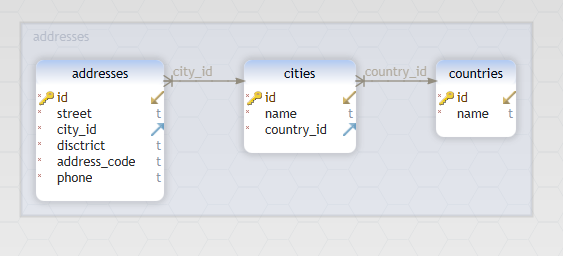 addresses
addresses
city_id
cities
country_id
countries
id
street
t
city_id
disctrict
t
address_code
t
phone
t
id
name
t
country_id
id
name
t